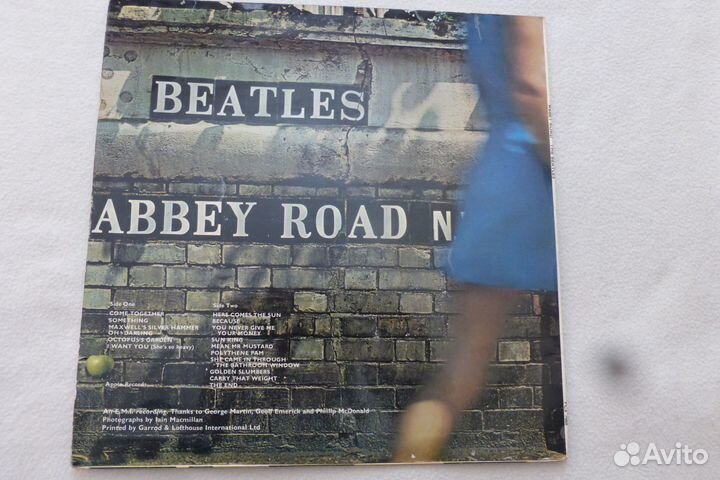 BEATLES
ABBEY ROAD N
Side One
COME TOGETHER
SOMETHING
MAXWELL'S SILVER HAMMER
OH! DARLING
OCTOPUS'S GARDEN
I WANT YOU (She's so heavy)
Side Two
HERE COMES THE SUN
BECAUSE
YOU NEVER GIVE ME
YOUR MONEY
SUN KING
MEAN MR MUSTARD
POLYTHENE PAM
SHE CAME IN THROUGH
THE BATHROOM WINDOW
GOLDEN SLUMBERS
CARRY THAT WEIGHT
THE END
Apple Records
An E.M.I. recording. Thanks to George Martin, Geoff Emerick and Phillip McDonald
Photographs by Iain Macmillan
Printed by Garrod & Lofthouse International Ltd
Avito